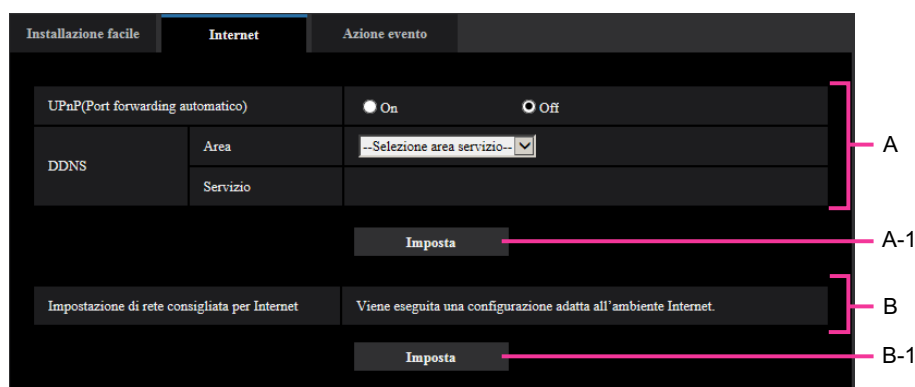 Installazione facile Internet Azione evento
UPnP(Port forwarding automatico) On Off
A
DDNS
Area --Selezione area servizio--
Servizio
Imposta
A-1
Impostazione di rete consigliata per Internet Viene eseguita una configurazione adatta all'ambiente Internet.
B
Imposta
B-1